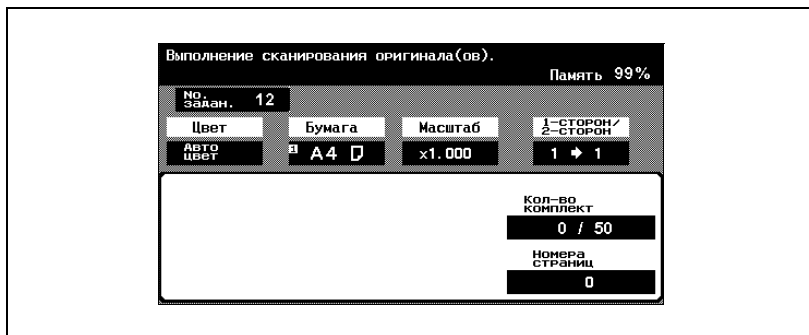 Выполнение сканирования оригинала(ов).
Память 99%
No. задан. 12
Цвет Бумага Масштаб 1-СТОРОН/2-СТОРОН
Авто цвет 1 A4 x1.000 1 ➔ 1
Кол-во
комплект
0 / 50
Номера
страниц
0